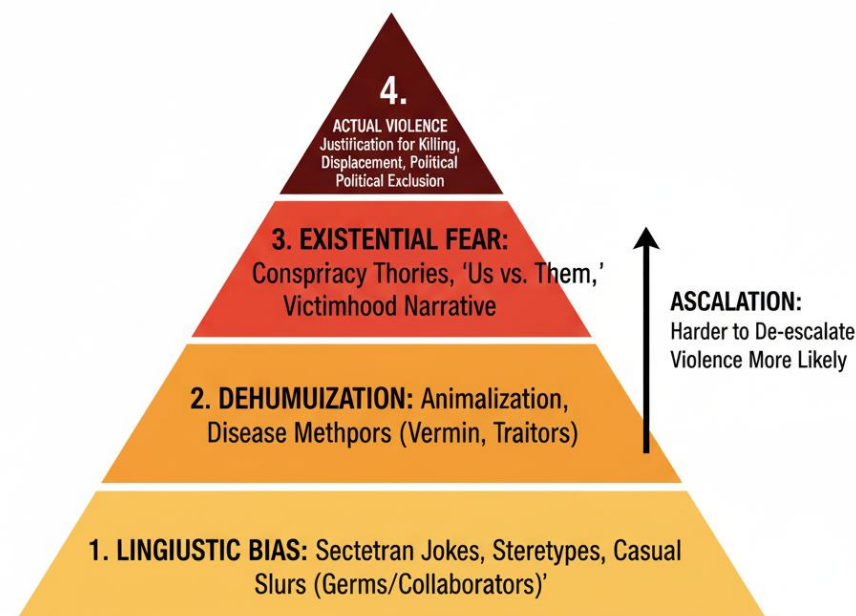 4.
ACTUAL VIOLENCE
Justification for Killing,
Displacement, Political
Political Exclusion
3. EXISTENTIAL FEAR:
Conspriracy Thories, ‘Us vs. Them,’
Victimhood Narrative
ASCALATION:
Harder to De-escalate
Violence More Likely
2. DEHUMUIZATION: Animalization,
Disease Methpors (Vermin, Traitors)
1. LINGIUSTIC BIAS: Sectetran Jokes, Steretypes, Casual
Slurs (Germs/Collaborators)’